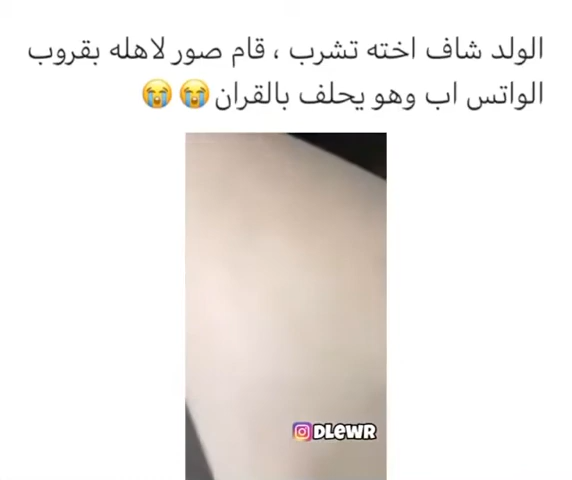 الولد شاف اخته تشرب ، قام صور لاهله بقروب
الواتس اب وهو يحلف بالقران 😭😭
DLewR